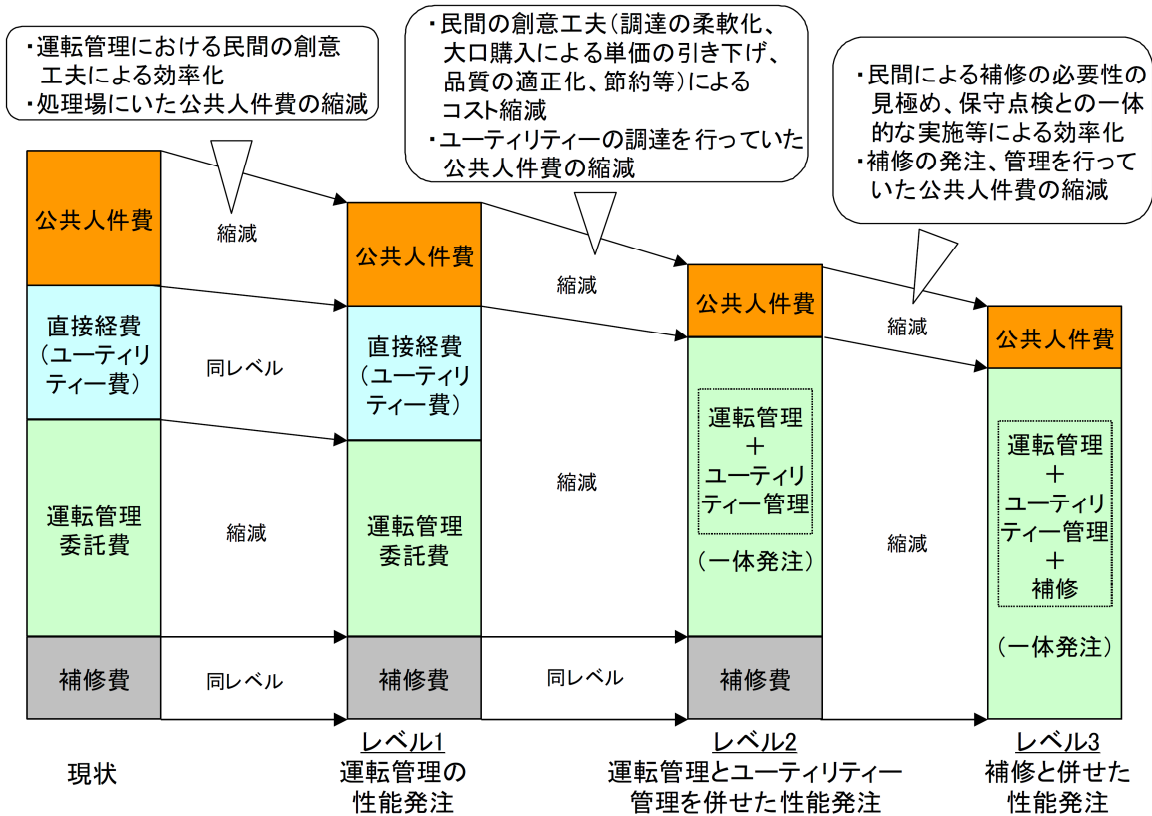 ・運転管理における民間の創意
工夫による効率化
・処理場にいた公共人件費の縮減
・民間の創意工夫（調達の柔軟化、
大口購入による単価の引き下げ、
品質の適正化、節約等）による
コスト縮減
・ユーティリティーの調達を行っていた
公共人件費の縮減
・民間による補修の必要性の
見極め、保守点検との一体
的な実施等による効率化
・補修の発注、管理を行って
いた公共人件費の縮減
公共人件費
直接経費
（ユーティリ
ティー費）
運転管理
委託費
補修費
現状
縮減
同レベル
縮減
同レベル
公共人件費
直接経費
（ユーティリ
ティー費）
運転管理
委託費
補修費
レベル1
運転管理の
性能発注
縮減
縮減
同レベル
公共人件費
運転管理
＋
ユーティリ
ティー管理
（一体発注）
補修費
レベル2
運転管理とユーティリティー
管理を併せた性能発注
縮減
縮減
公共人件費
運転管理
＋
ユーティリ
ティー管理
＋
補修
（一体発注）
レベル3
補修と併せた
性能発注